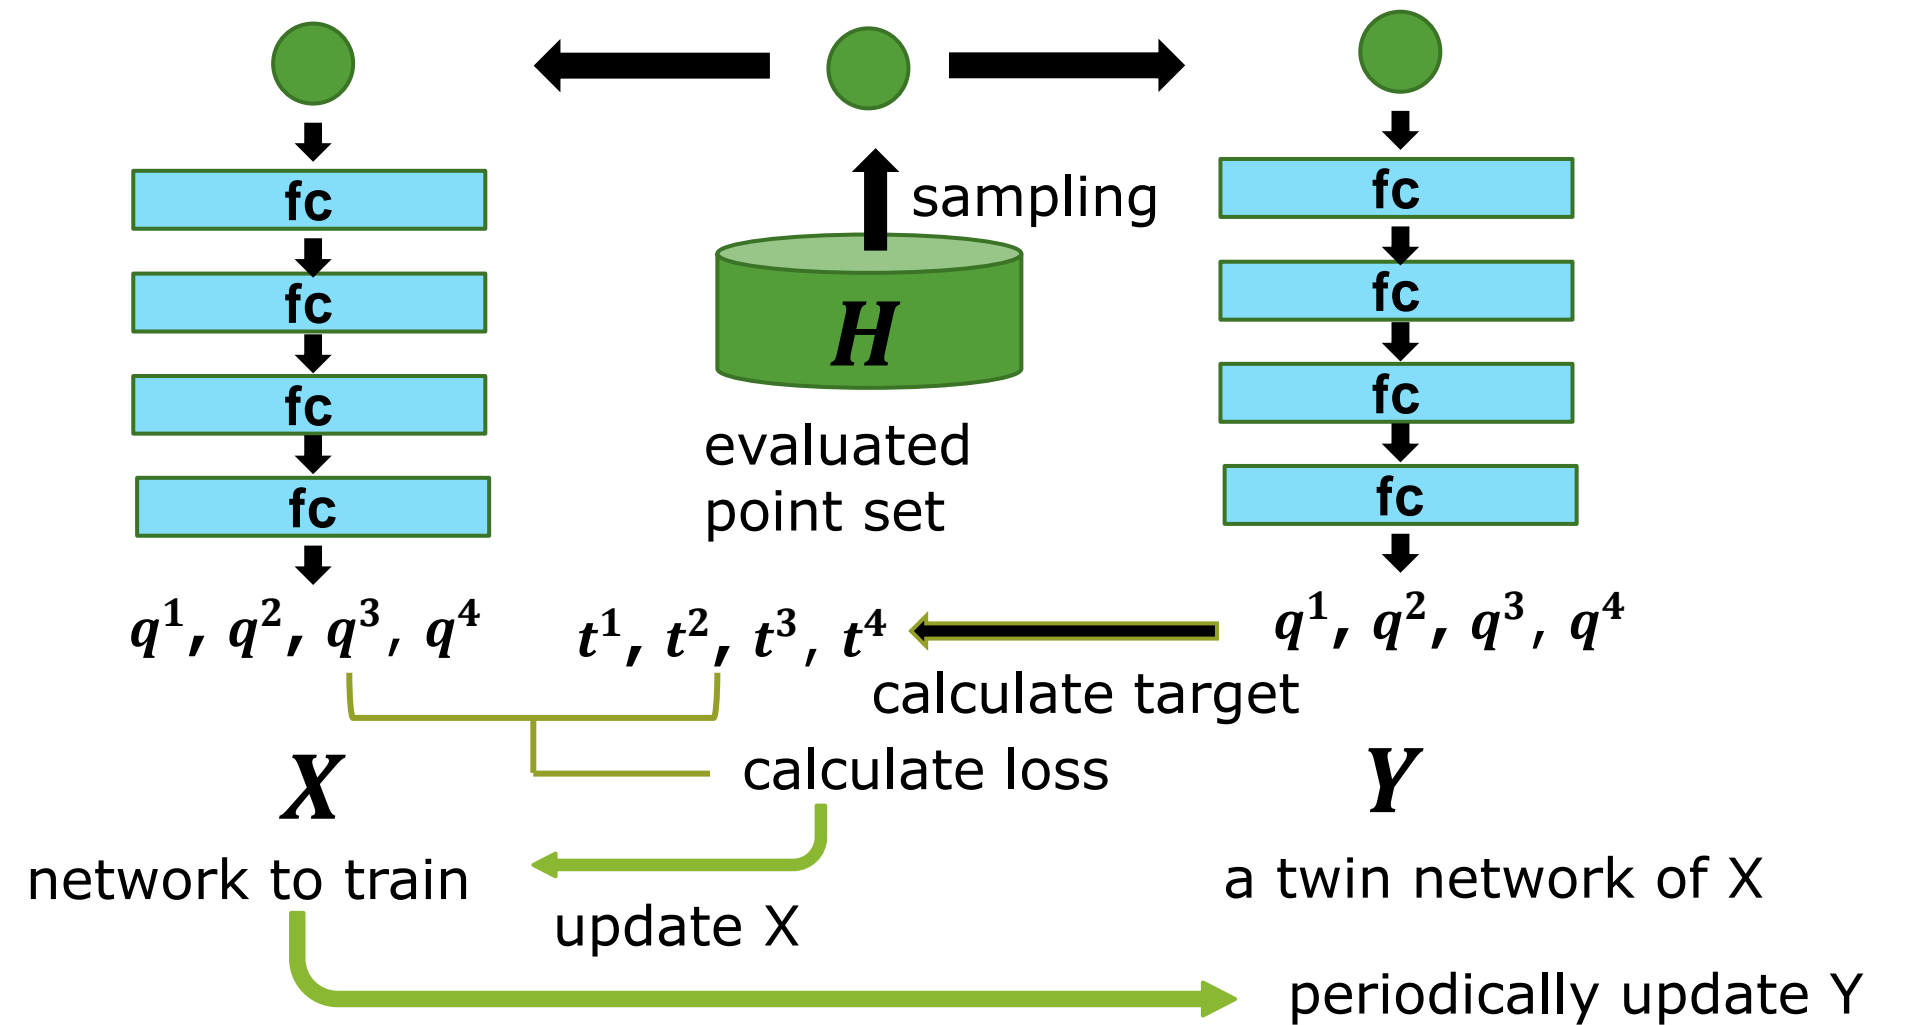 fc
fc
fc
fc
q¹, q², q³, q⁴
X
network to train
sampling
H
evaluated
point set
t¹, t², t³, t⁴
calculate target
calculate loss
update X
fc
fc
fc
fc
q¹, q², q³, q⁴
Y
a twin network of X
periodically update Y